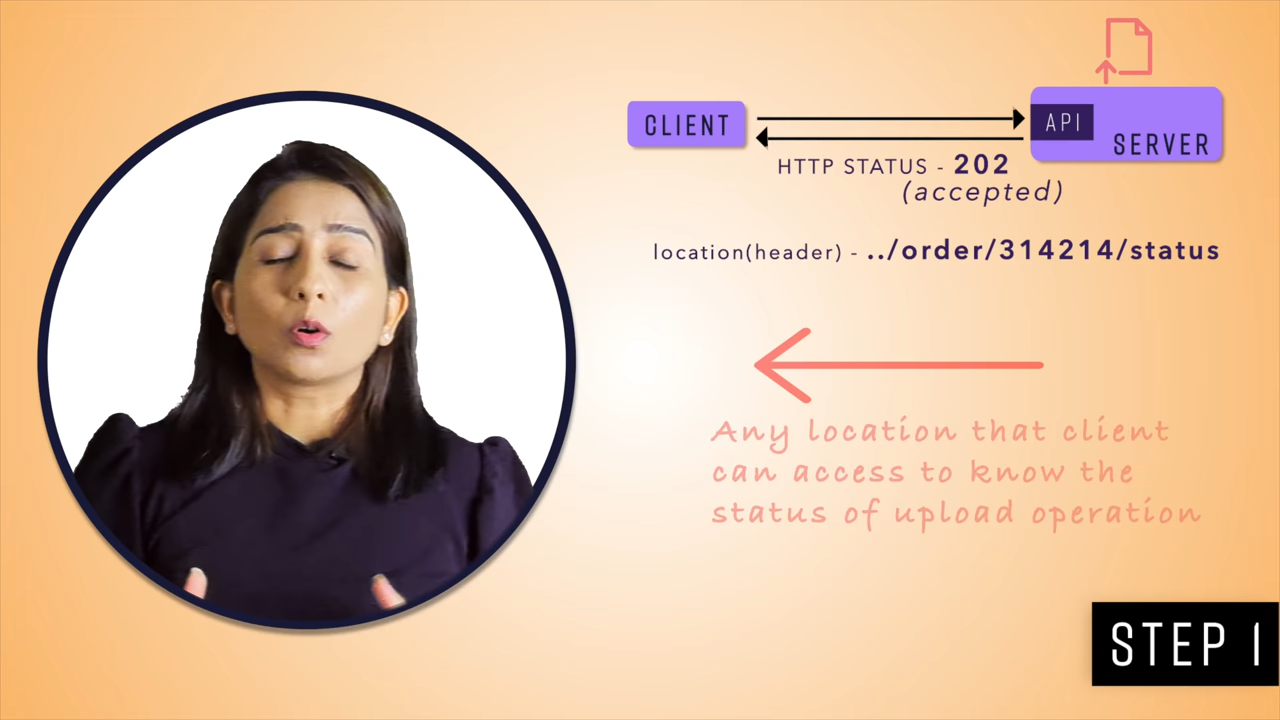 CLIENT
API
SERVER
HTTP STATUS - 202
(accepted)
location(header) - ../order/314214/status
Any location that client
can access to know the
status of upload operation
STEP 1